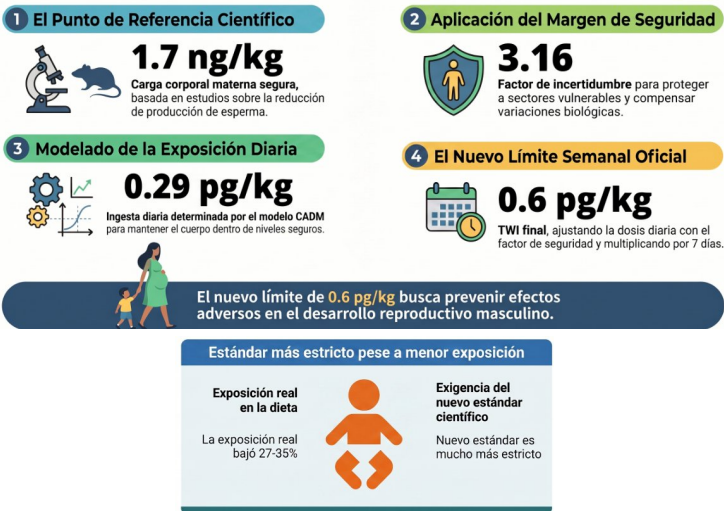 1 El Punto de Referencia Científico
1.7 ng/kg
Carga corporal materna segura,
basada en estudios sobre la reducción
de producción de esperma.
2 Aplicación del Margen de Seguridad
3.16
Factor de incertidumbre para proteger
a sectores vulnerables y compensar
variaciones biológicas.
3 Modelado de la Exposición Diaria
0.29 pg/kg
Ingesta diaria determinada por el modelo CADM
para mantener el cuerpo dentro de niveles seguros.
4 El Nuevo Límite Semanal Oficial
0.6 pg/kg
TWI final, ajustando la dosis diaria con el
factor de seguridad y multiplicando por 7 días.
El nuevo límite de 0.6 pg/kg busca prevenir efectos
adversos en el desarrollo reproductivo masculino.
Estándar más estricto pese a menor exposición
Exposición real
en la dieta
La exposición real
bajó 27-35%
Exigencia del
nuevo estándar
científico
Nuevo estándar es
mucho más estricto